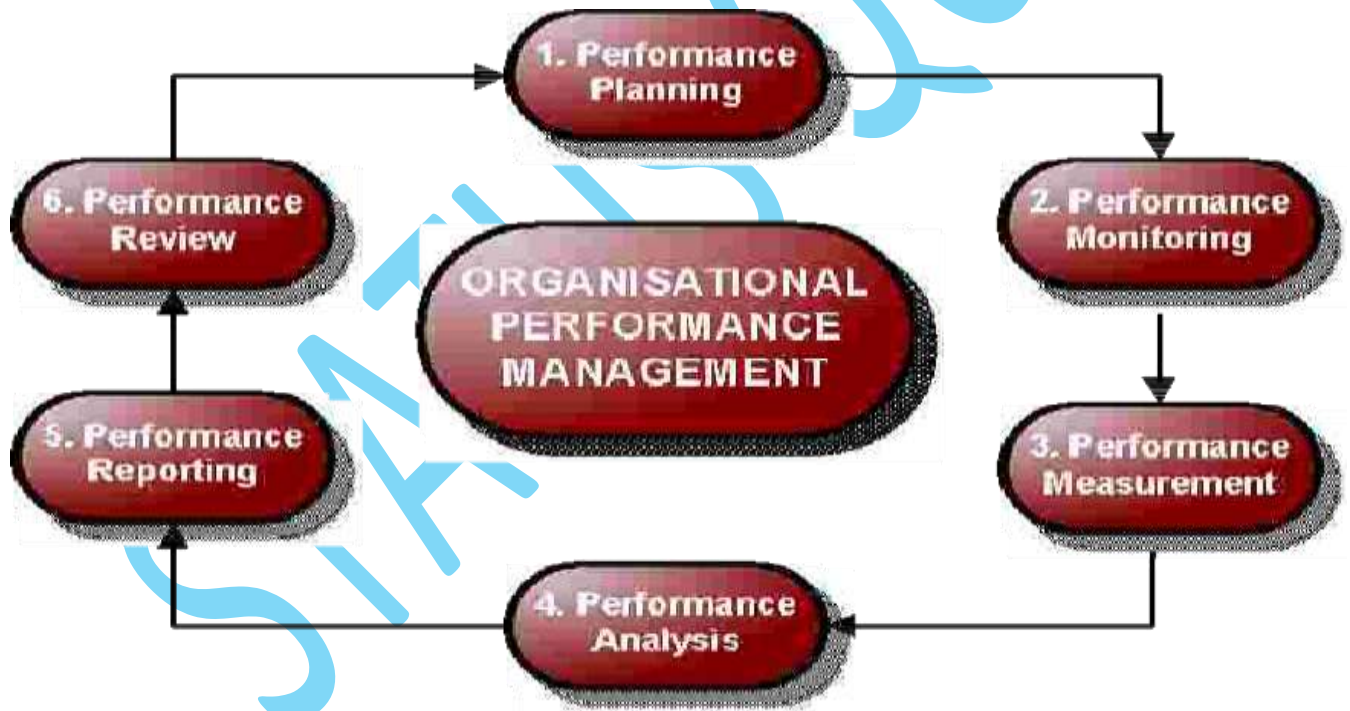 1. Performance
Planning
2. Performance
Monitoring
3. Performance
Measurement
4. Performance
Analysis
5. Performance
Reporting
6. Performance
Review
ORGANISATIONAL
PERFORMANCE
MANAGEMENT